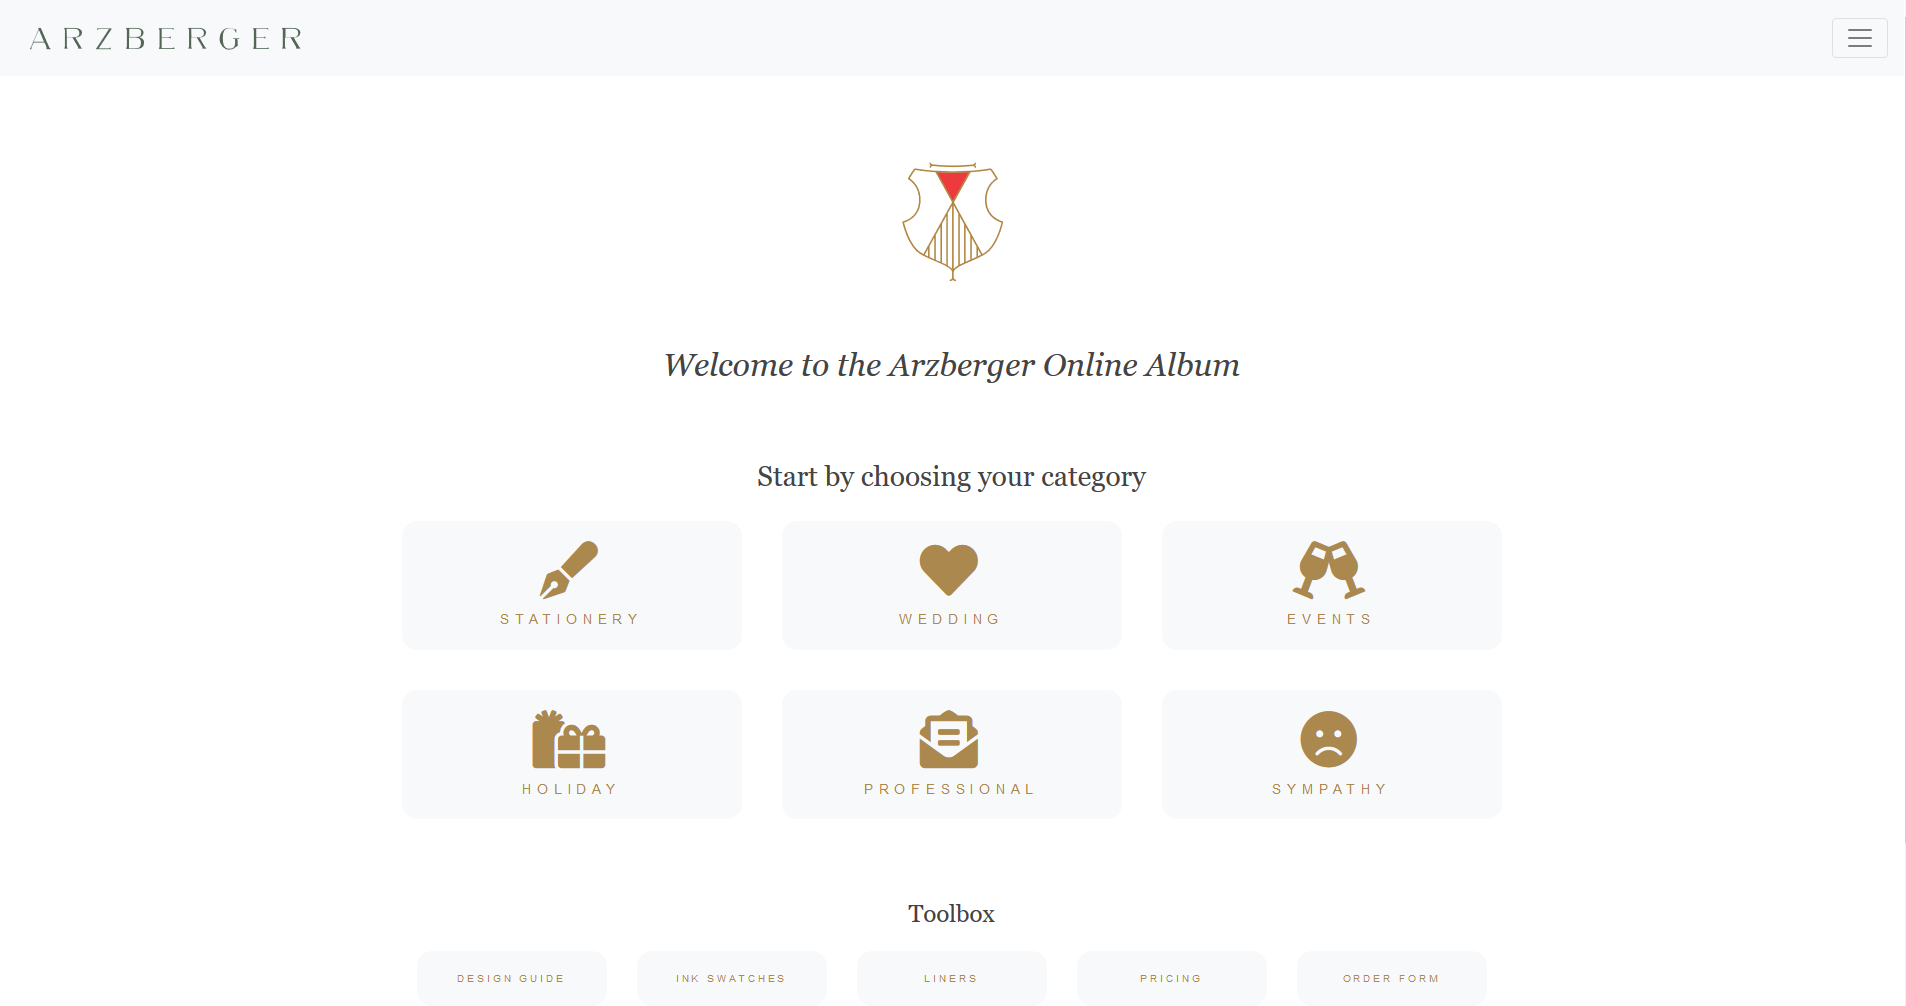 ARZBERGER
Welcome to the Arzberger Online Album
Start by choosing your category
STATIONERY
WEDDING
EVENTS
HOLIDAY
PROFESSIONAL
SYMPATHY
Toolbox
DESIGN GUIDE
INK SWATCHES
LINERS
PRICING
ORDER FORM